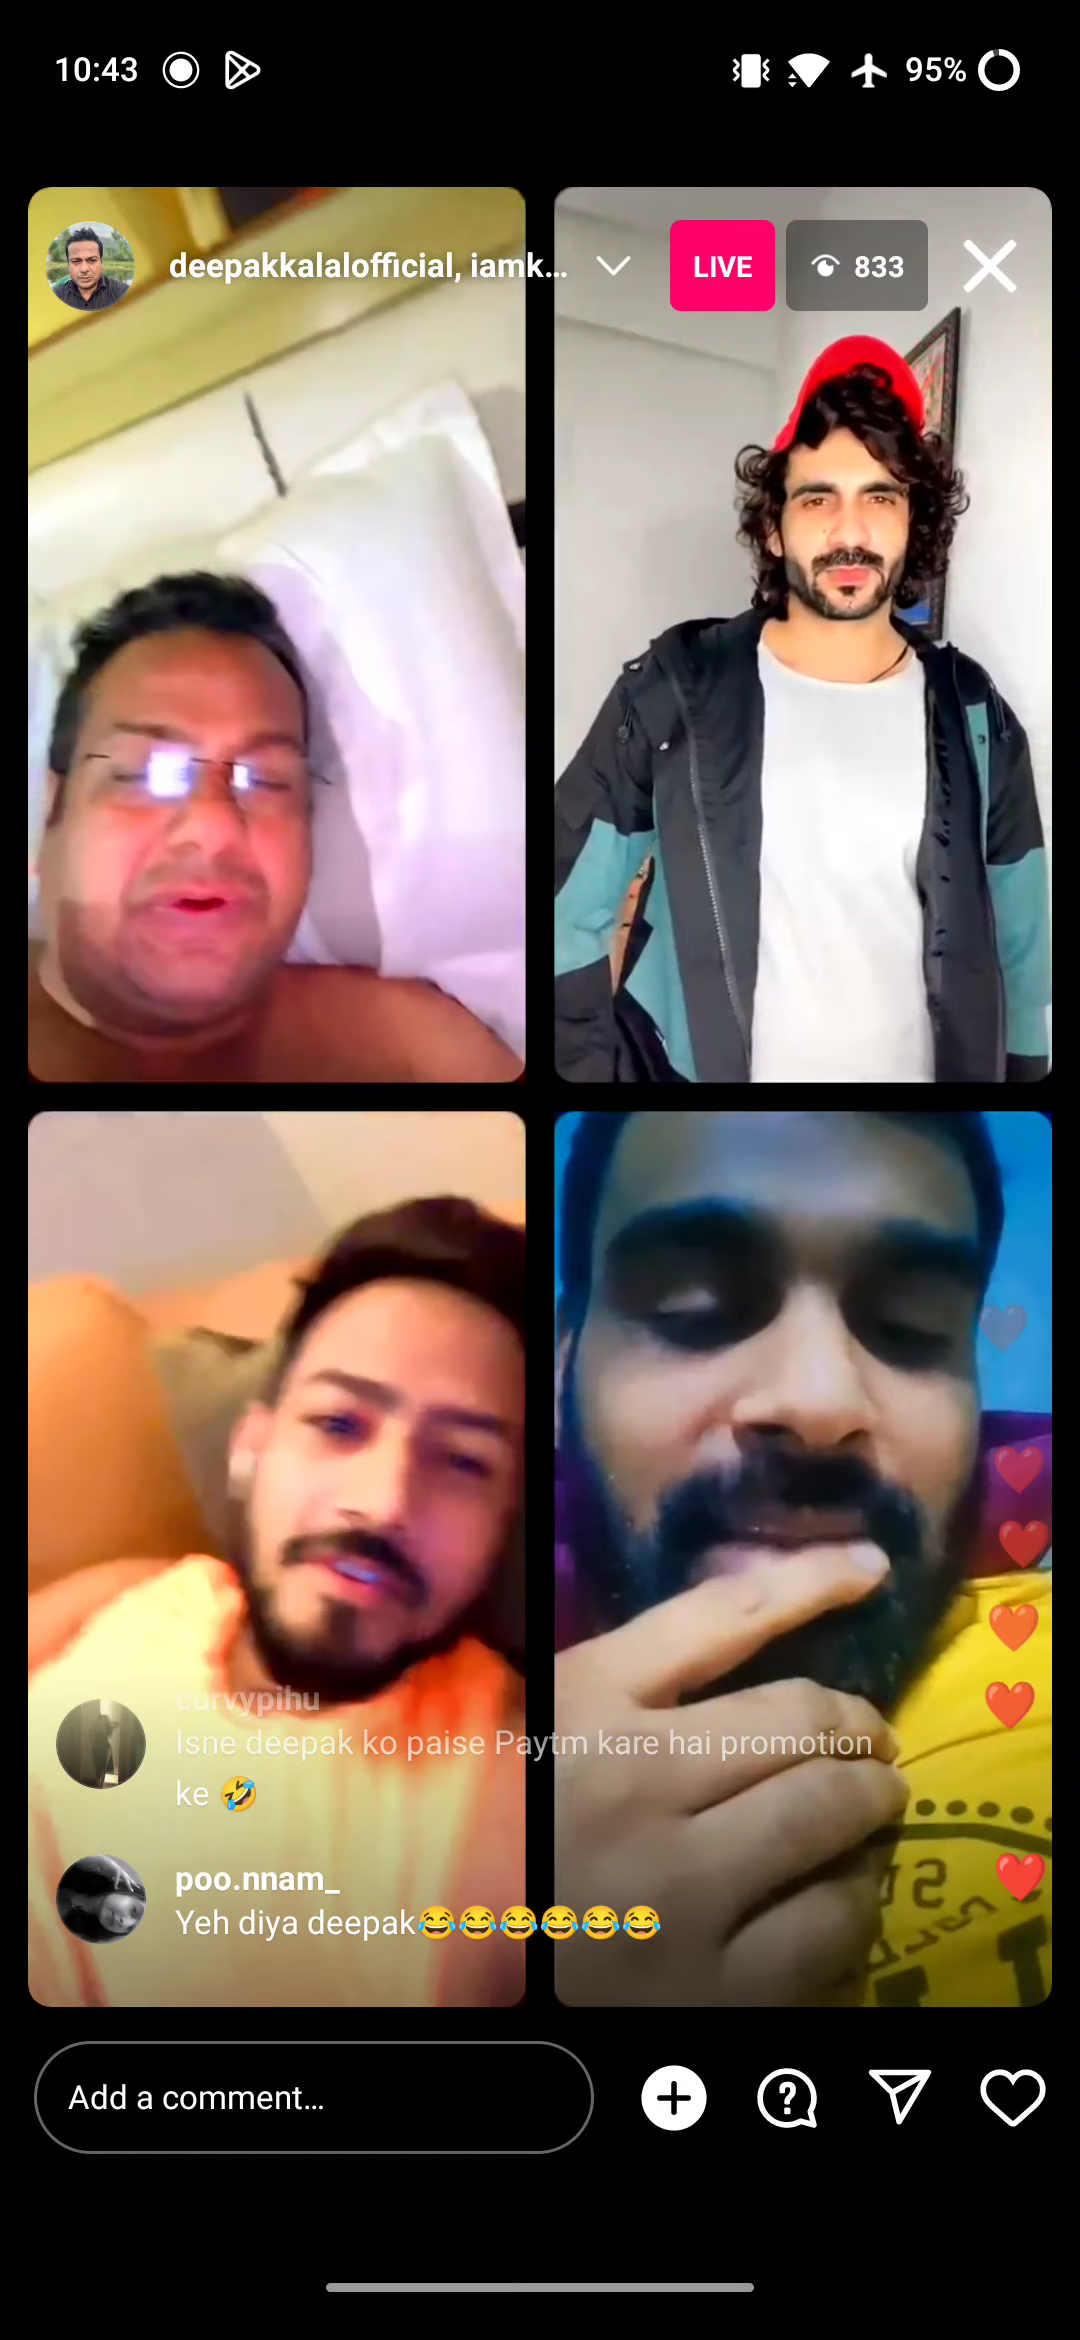 10:43
95%
deepakkalalofficial, iamk...
LIVE
833
curvypihu
Isne deepak ko paise Paytm kare hai promotion
ke 🤣
poo.nnam_
Yeh diya deepak😂😂😂😂😂😂
Add a comment...